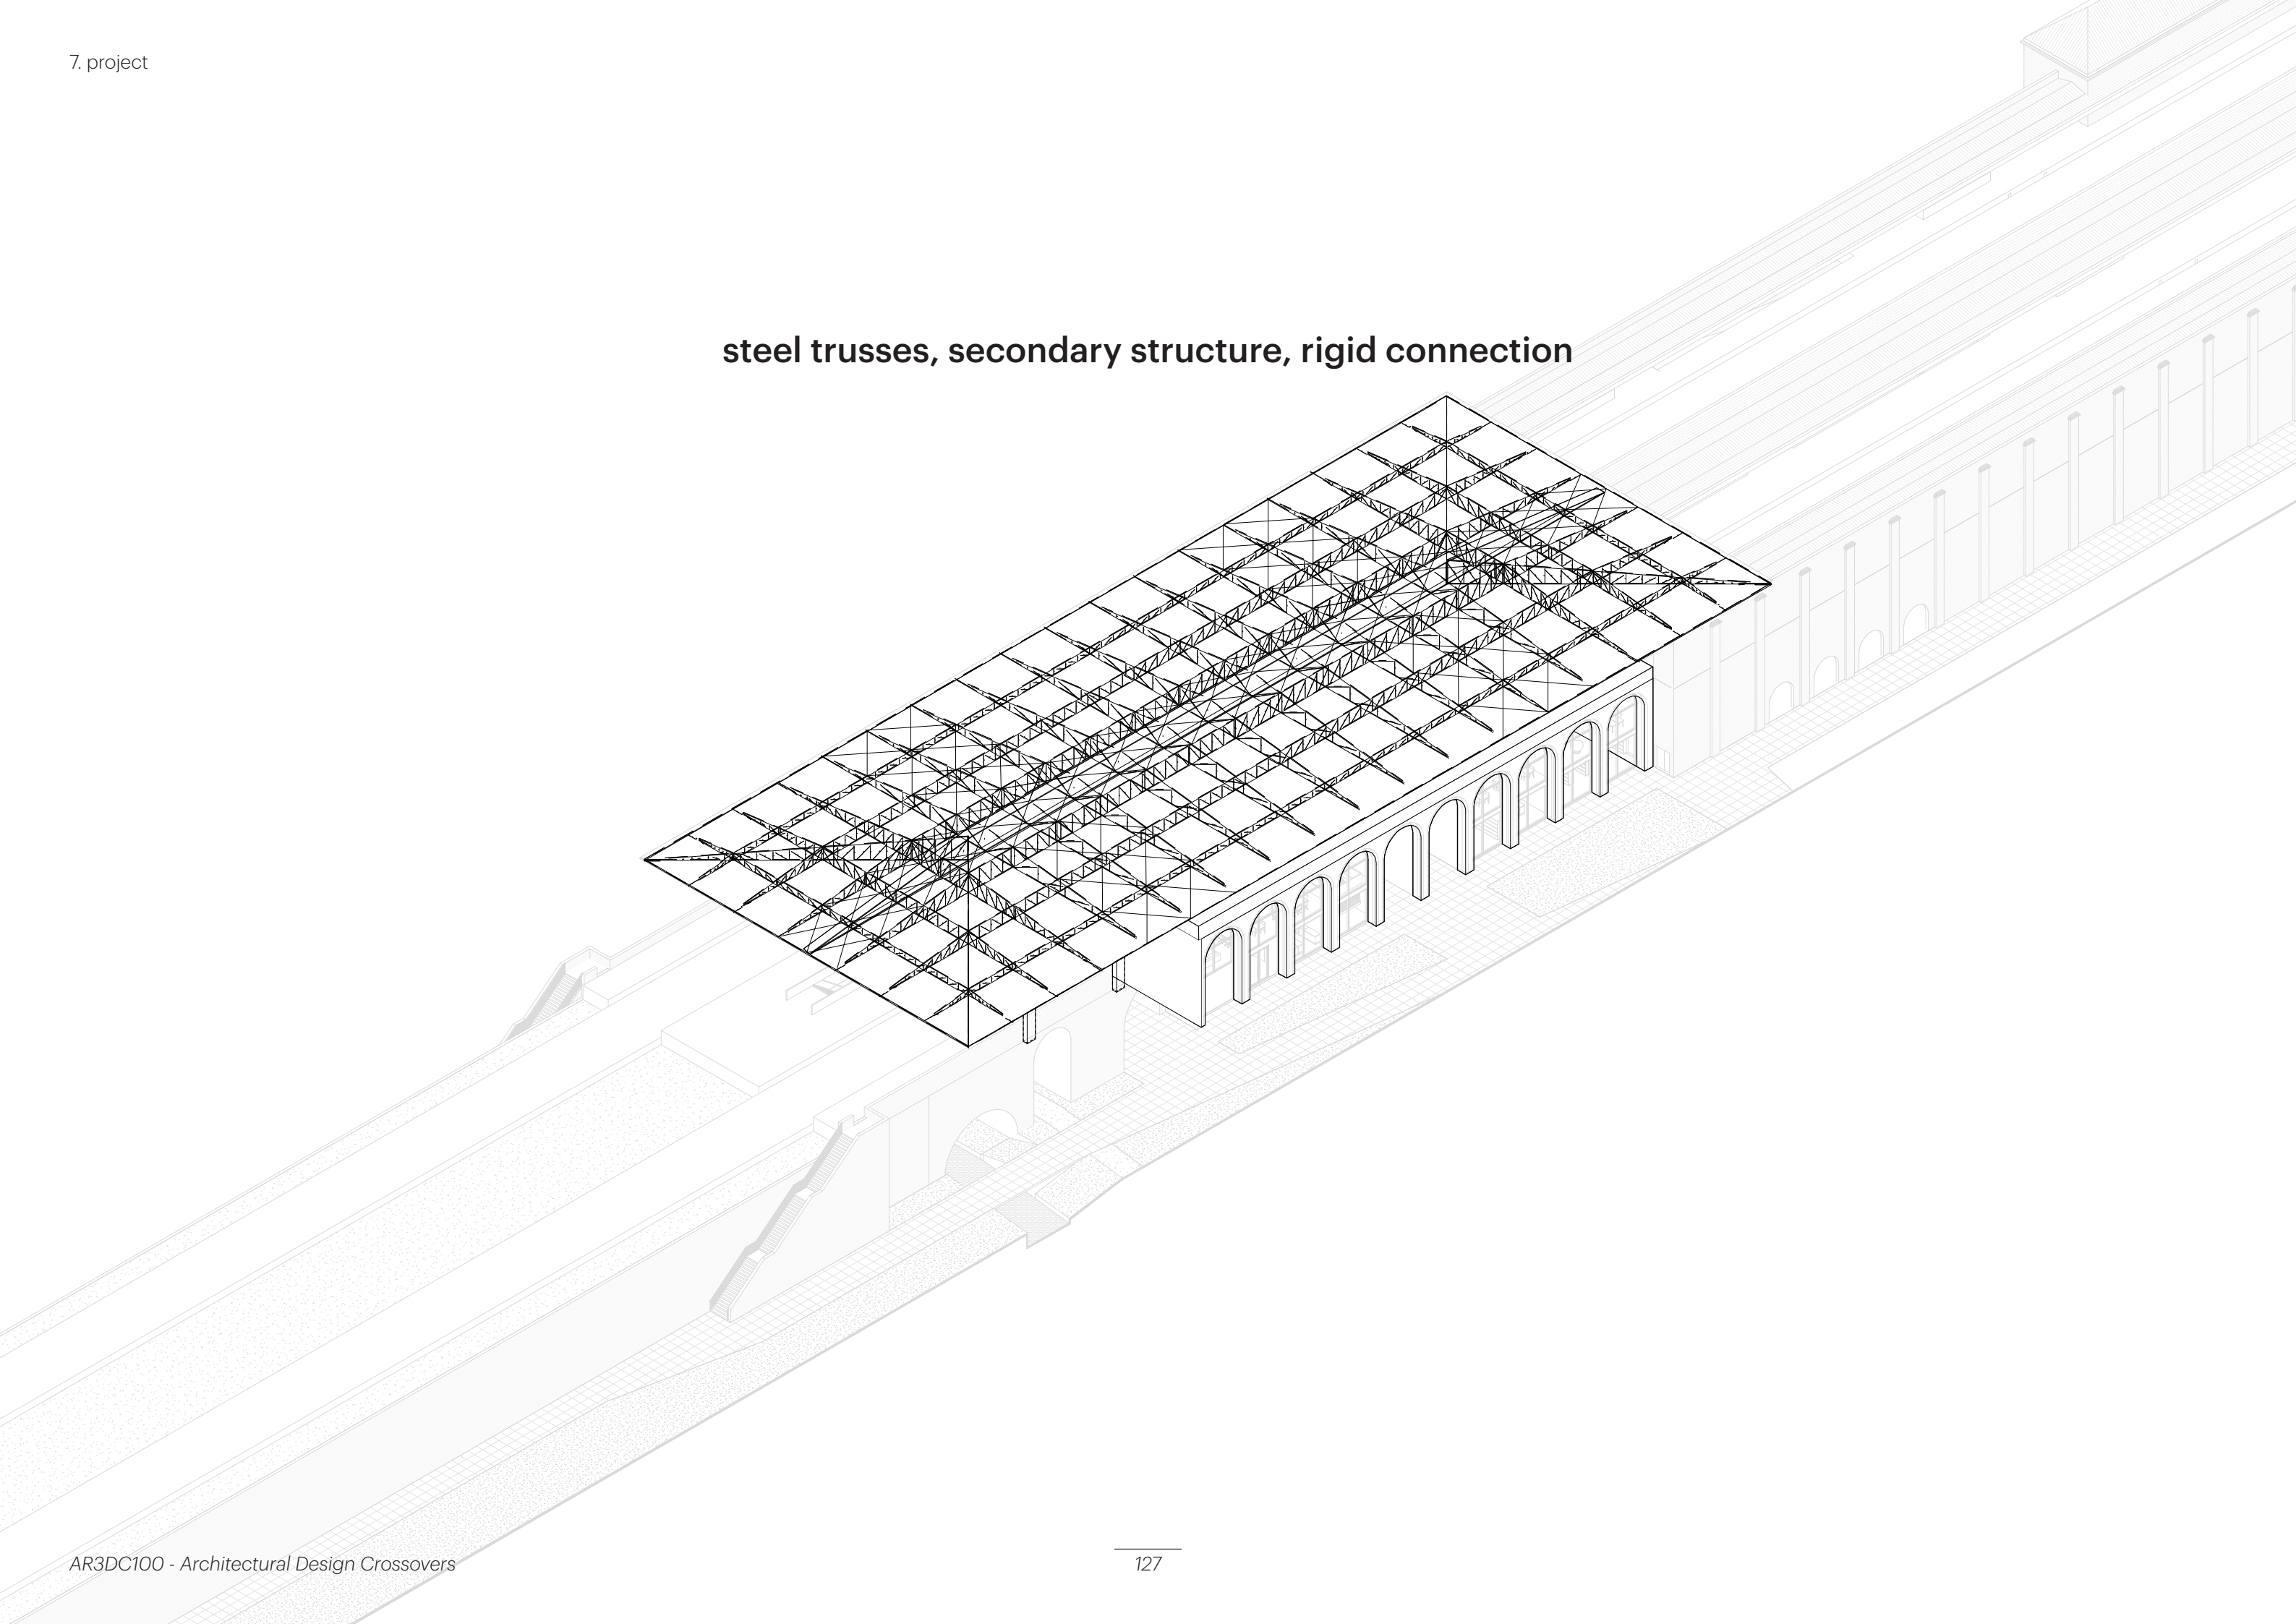 7. project
steel trusses, secondary structure, rigid connection
AR3DC100 - Architectural Design Crossovers
127